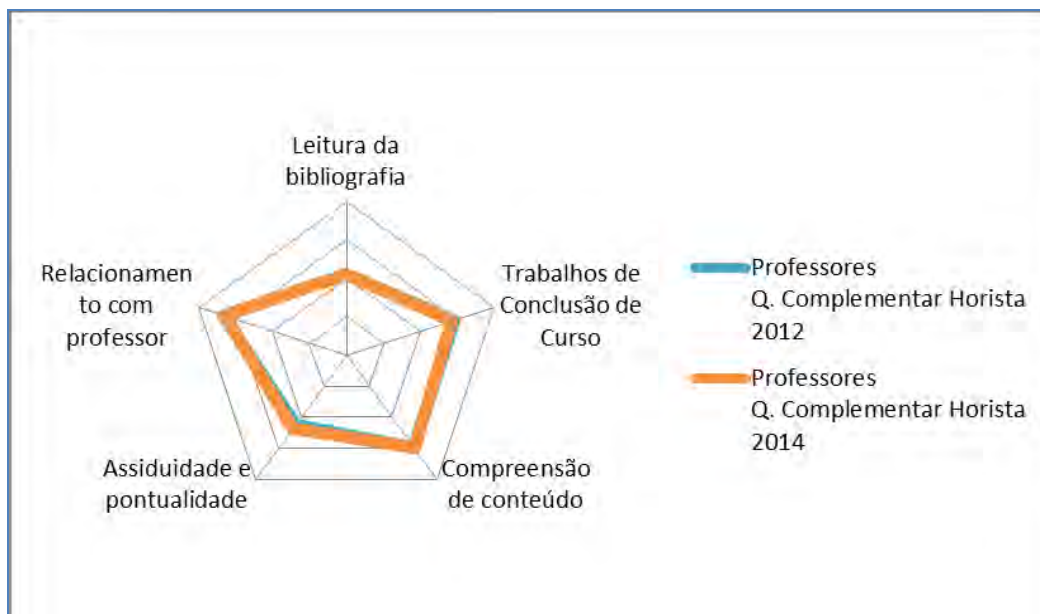 Leitura da
bibliografia
Trabalhos de
Conclusão de
Curso
Compreensão
de conteúdo
Assiduidade e
pontualidade
Relacionamen
to com
professor
Professores
Q. Complementar Horista
2012
Professores
Q. Complementar Horista
2014